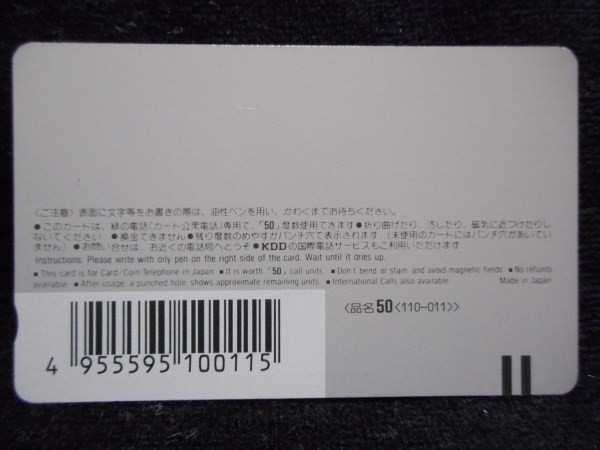 〈ご注意〉表面に文字等をお書きの際は、油性ペンを用い、かわくまでお待ちください。
●このカードは、緑の電話(カード公衆電話)専用で、「50」度数使用できます●折り曲げたり、汚したり、磁気に近づけたりし
ないでください ●換金できません●残り度数のめやすがパンチ穴で表示されます (未使用のカードにはパンチ穴があいてい
ません) ●お問い合せは、お近くの電話局へどうぞ ●KDDの国際電話サービスもご利用いただけます
Instructions: Please write with oily pen on the right side of the card. Wait until it dries up.
■ This card is for Card/Coin Telephone in Japan ■ It is worth「50」call units ■ Don't bend or stain and avoid magnetic fields ■ No refunds
available ■ After usage a punched hole shows approximate remaining units ■ International Calls also available. Made in Japan
〈品名50<110-011>〉
4 955595 100115